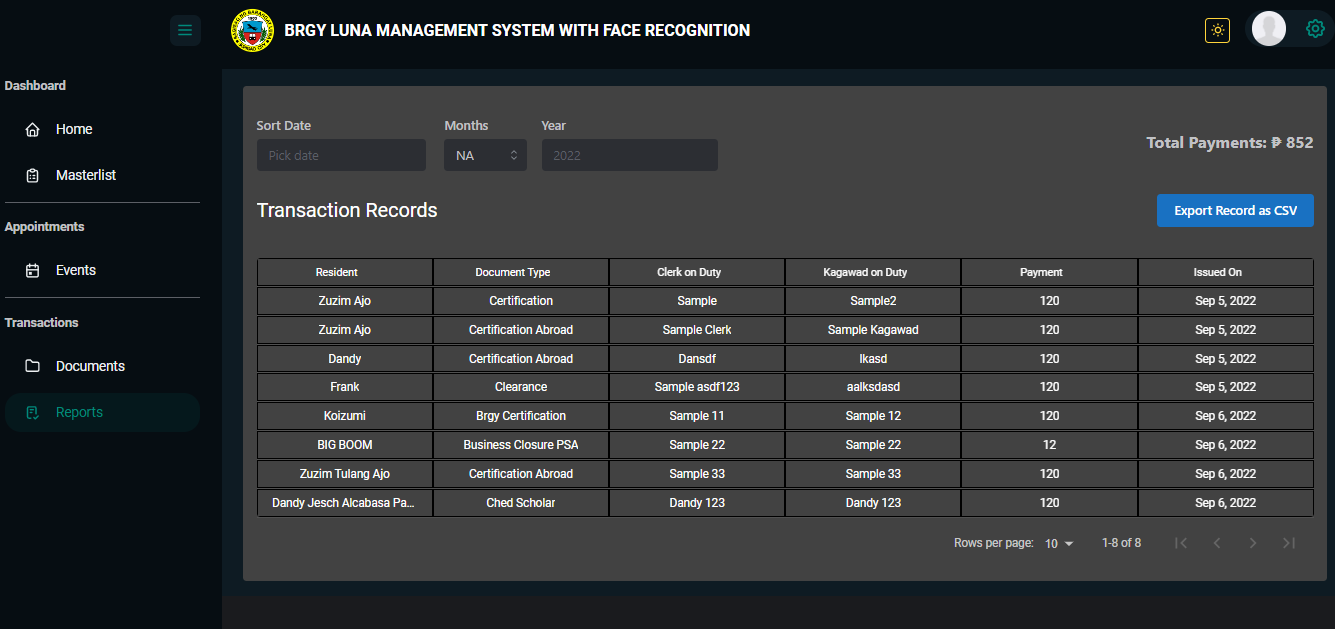 BRGY LUNA MANAGEMENT SYSTEM WITH FACE RECOGNITION
Dashboard
Home
Masterlist
Appointments
Events
Transactions
Documents
Reports
Sort Date Months Year
Pick date NA 2022
Total Payments: ₱ 852
Transaction Records
Export Record as CSV
Resident Document Type Clerk on Duty Kagawad on Duty Payment Issued On
Zuzim Ajo Certification Sample Sample2 120 Sep 5, 2022
Zuzim Ajo Certification Abroad Sample Clerk Sample Kagawad 120 Sep 5, 2022
Dandy Certification Abroad Dansdf lkasd 120 Sep 5, 2022
Frank Clearance Sample asdf123 aalksdasd 120 Sep 5, 2022
Koizumi Brgy Certification Sample 11 Sample 12 120 Sep 6, 2022
BIG BOOM Business Closure PSA Sample 22 Sample 22 12 Sep 6, 2022
Zuzim Tulang Ajo Certification Abroad Sample 33 Sample 33 120 Sep 6, 2022
Dandy Jesch Alcabasa Pa... Ched Scholar Dandy 123 Dandy 123 120 Sep 6, 2022
Rows per page: 10 1-8 of 8